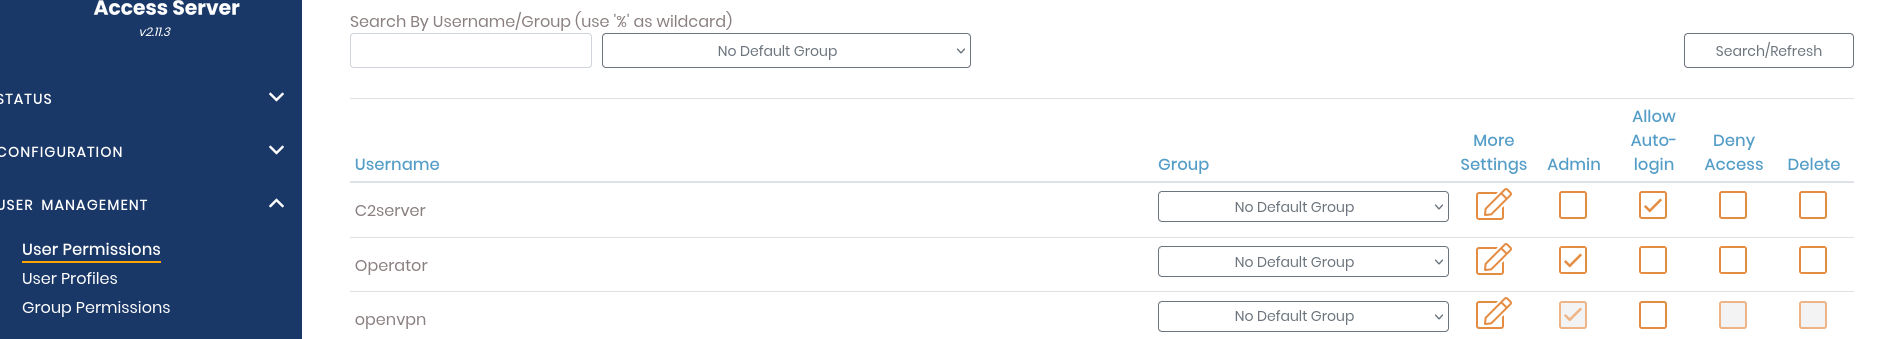 Access Server
v2.11.3
STATUS
CONFIGURATION
USER MANAGEMENT
User Permissions
User Profiles
Group Permissions
Search By Username/Group (use '%' as wildcard)
No Default Group
Search/Refresh
Username
Group
More Settings
Admin
Allow Auto-login
Deny Access
Delete
C2server
No Default Group
Operator
No Default Group
openvpn
No Default Group